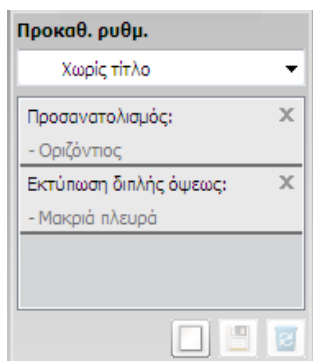 Προκαθ. ρυθμ.
Χωρίς τίτλο
Προσανατολισμός:
- Οριζόντιος
Εκτύπωση διπλής όψεως:
- Μακριά πλευρά